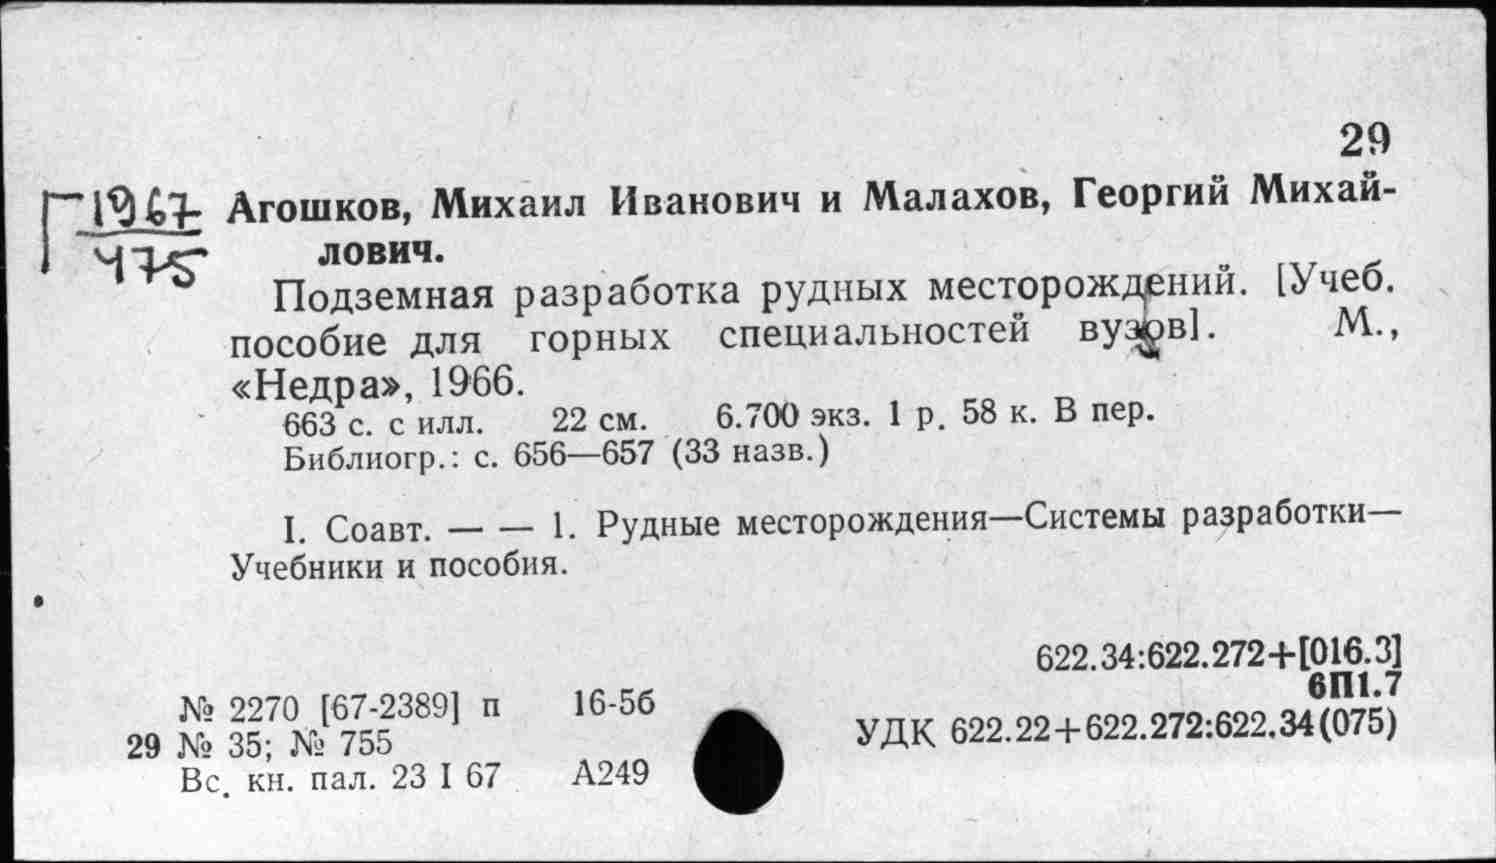 29
Г1967 Агошков, Михаил Иванович и Малахов, Георгий Михай-
475 лович.
Подземная разработка рудных месторождений. [Учеб.
пособие для горных специальностей вузов]. М.,
«Недра», 1966.
663 с. с илл. 22 см. 6.700 экз. 1 р. 58 к. В пер.
Библиогр.: с. 656—657 (33 назв.)
I. Соавт. — — 1. Рудные месторождения—Системы разработки—
Учебники и пособия.
622.34:622.272+[016.3]
6П1.7
№ 2270 [67-2389] п 16-5б
29 № 35; № 755 УДК 622.22+622.272:622.34(075)
Вс. кн. пал. 23 I 67 А249